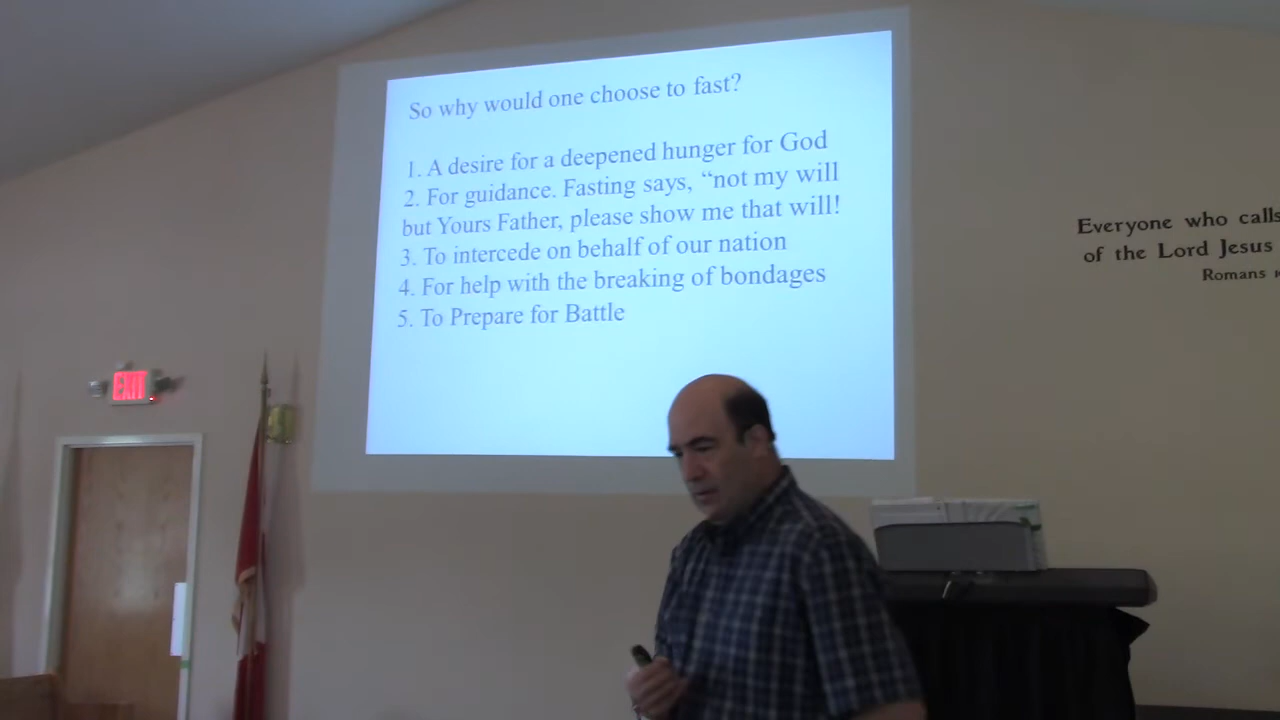 So why would one choose to fast?
1. A desire for a deepened hunger for God
2. For guidance. Fasting says, “not my will
but Yours Father, please show me that will!
3. To intercede on behalf of our nation
4. For help with the breaking of bondages
5. To Prepare for Battle
Everyone who calls
of the Lord Jesus
Romans
EXIT